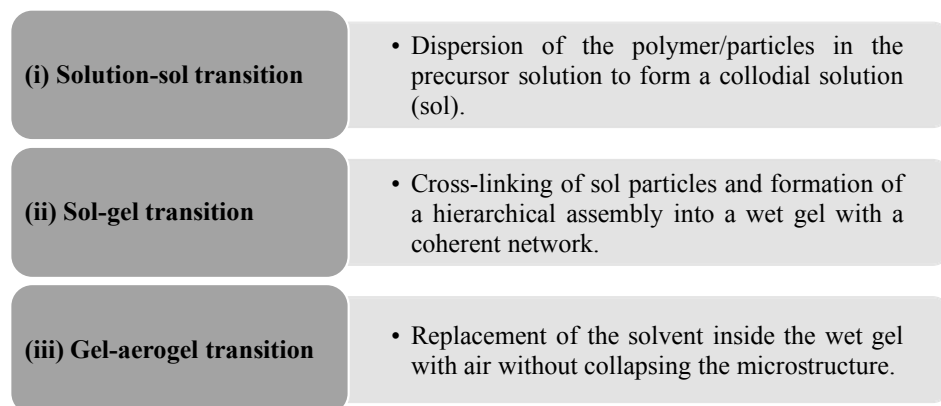 (i) Solution-sol transition
• Dispersion of the polymer/particles in the
precursor solution to form a collodial solution
(sol).
(ii) Sol-gel transition
• Cross-linking of sol particles and formation of
a hierarchical assembly into a wet gel with a
coherent network.
(iii) Gel-aerogel transition
• Replacement of the solvent inside the wet gel
with air without collapsing the microstructure.